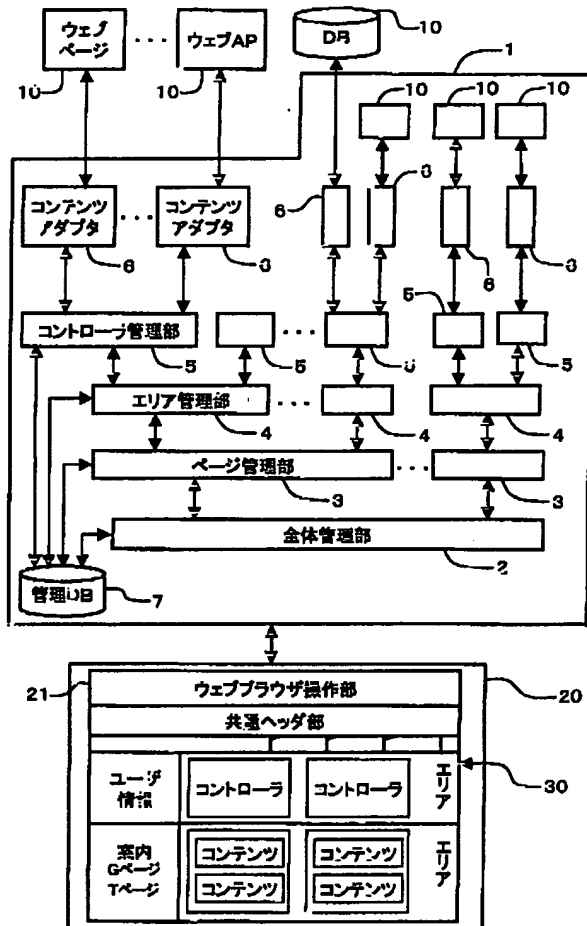 ウェブ
ページ
ウェブAP
DB
10
10
10
1
10
10
10
コンテンツ
アダプタ
コンテンツ
アダプタ
6
6
6
6
6
6
コントローラ管理部
5
5
5
5
5
エリア管理部
4
4
4
ページ管理部
3
3
全体管理部
2
管理DB
7
21
ウェブブラウザ操作部
20
共通ヘッダ部
30
ユーザ
情報
コントローラ
コントローラ
エリア
案内
Gページ
Tページ
コンテンツ
コンテンツ
コンテンツ
コンテンツ
エリア